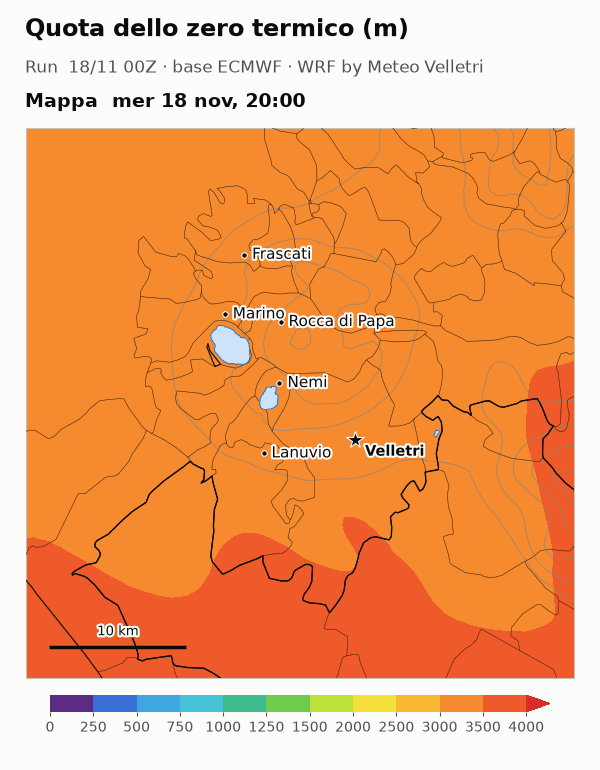 Quota dello zero termico (m)
Run  18/11 00Z · base ECMWF · WRF by Meteo Velletri
Mappa  mer 18 nov, 20:00
Frascati
Marino
Rocca di Papa
Nemi
Velletri
Lanuvio
10 km
0 250 500 750 1000 1250 1500 2000 2500 3000 3500 4000